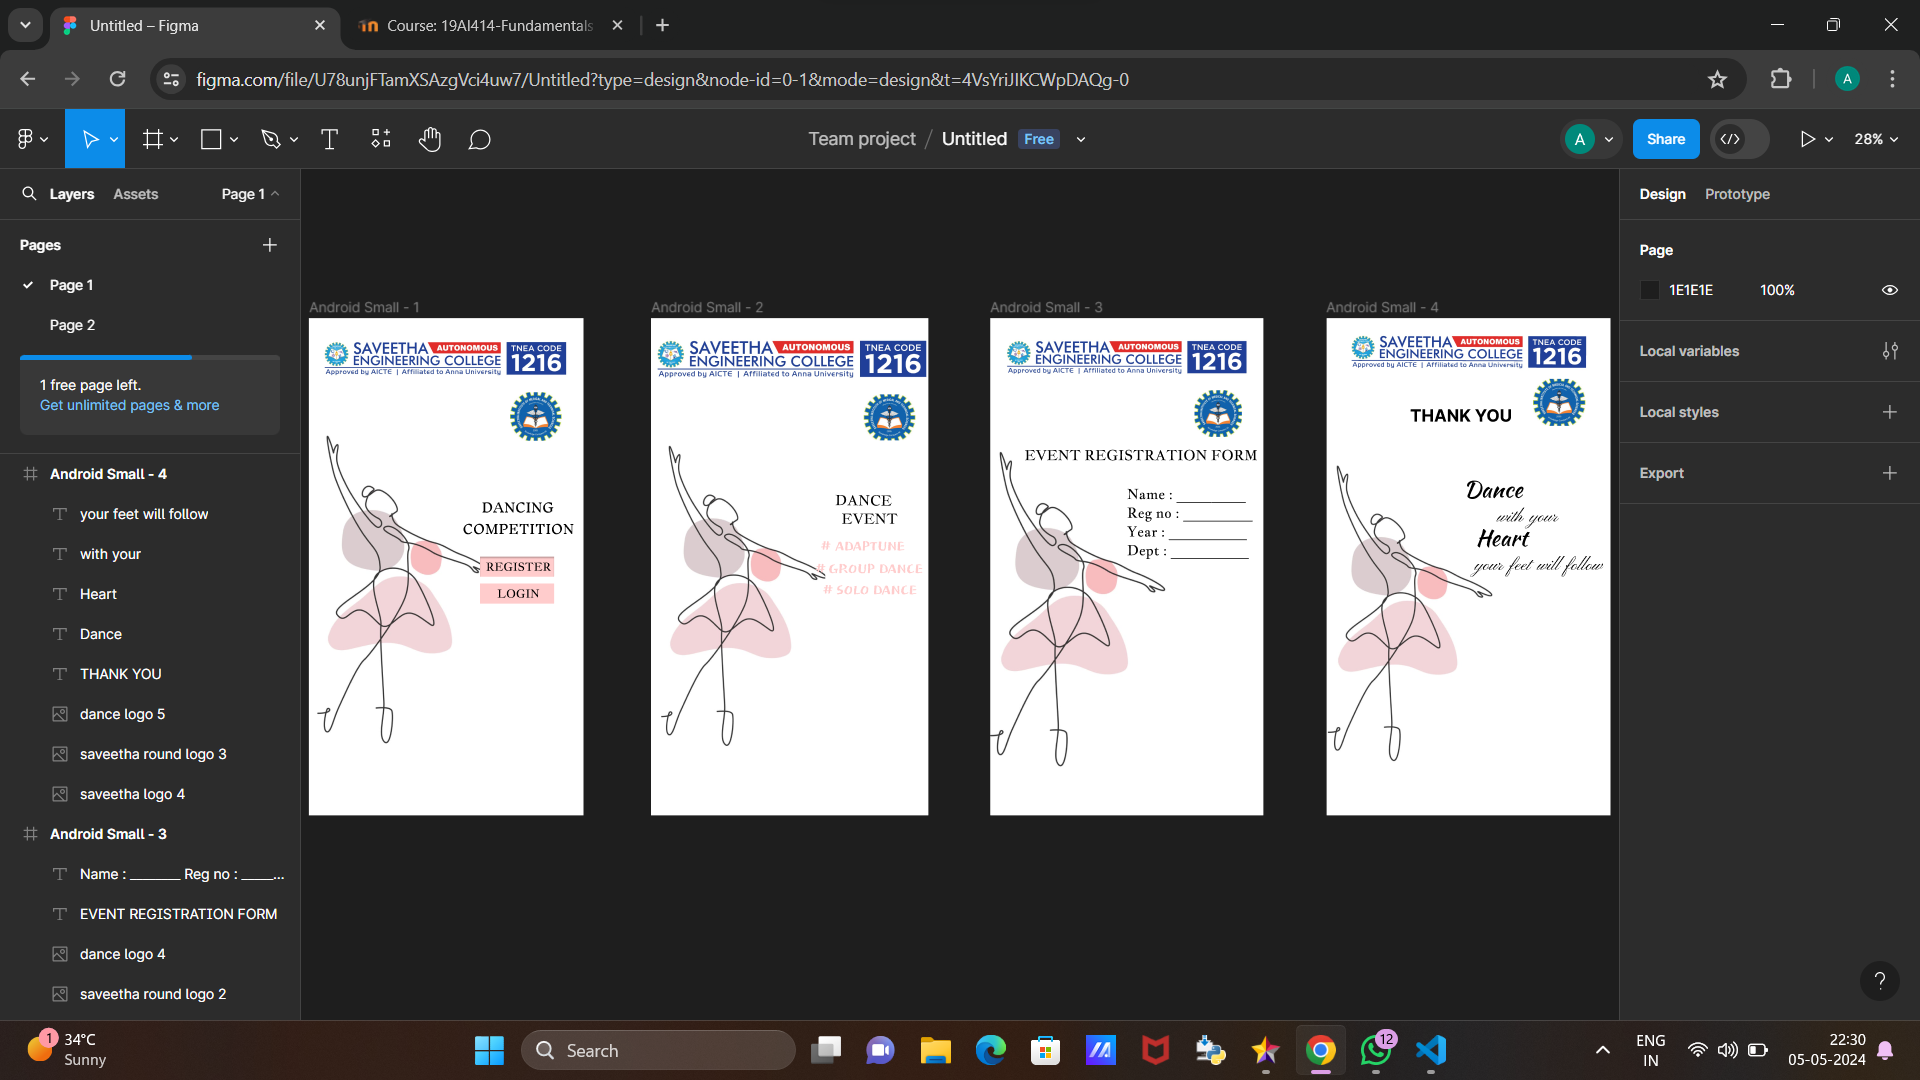 Untitled – Figma
Course: 19AI414-Fundamentals
figma.com/file/U78unjFTamXSAzgVci4uw7/Untitled?type=design&node-id=0-1&mode=design&t=4VsYriJIKCWpDAQg-0
A
Team project / Untitled Free
A
Share
28%
Layers
Assets
Page 1
Pages
Page 1
Page 2
1 free page left.
Get unlimited pages & more
Android Small - 4
your feet will follow
with your
Heart
Dance
THANK YOU
dance logo 5
saveetha round logo 3
saveetha logo 4
Android Small - 3
Name : _______ Reg no : _____...
EVENT REGISTRATION FORM
dance logo 4
saveetha round logo 2
Android Small - 1
SAVEETHA AUTONOMOUS
ENGINEERING COLLEGE
Approved by AICTE | Affiliated to Anna University
TNEA CODE
1216
DANCING
COMPETITION
REGISTER
LOGIN
Android Small - 2
SAVEETHA AUTONOMOUS
ENGINEERING COLLEGE
Approved by AICTE | Affiliated to Anna University
TNEA CODE
1216
DANCE
EVENT
# ADAPTUNE
# GROUP DANCE
# SOLO DANCE
Android Small - 3
SAVEETHA AUTONOMOUS
ENGINEERING COLLEGE
Approved by AICTE | Affiliated to Anna University
TNEA CODE
1216
EVENT REGISTRATION FORM
Name : _________
Reg no : _________
Year : __________
Dept : __________
Android Small - 4
SAVEETHA AUTONOMOUS
ENGINEERING COLLEGE
Approved by AICTE | Affiliated to Anna University
TNEA CODE
1216
THANK YOU
Dance
with your
Heart
your feet will follow
Design
Prototype
Page
1E1E1E
100%
Local variables
Local styles
Export
?
1
34°C
Sunny
Search
12
ENG
IN
22:30
05-05-2024